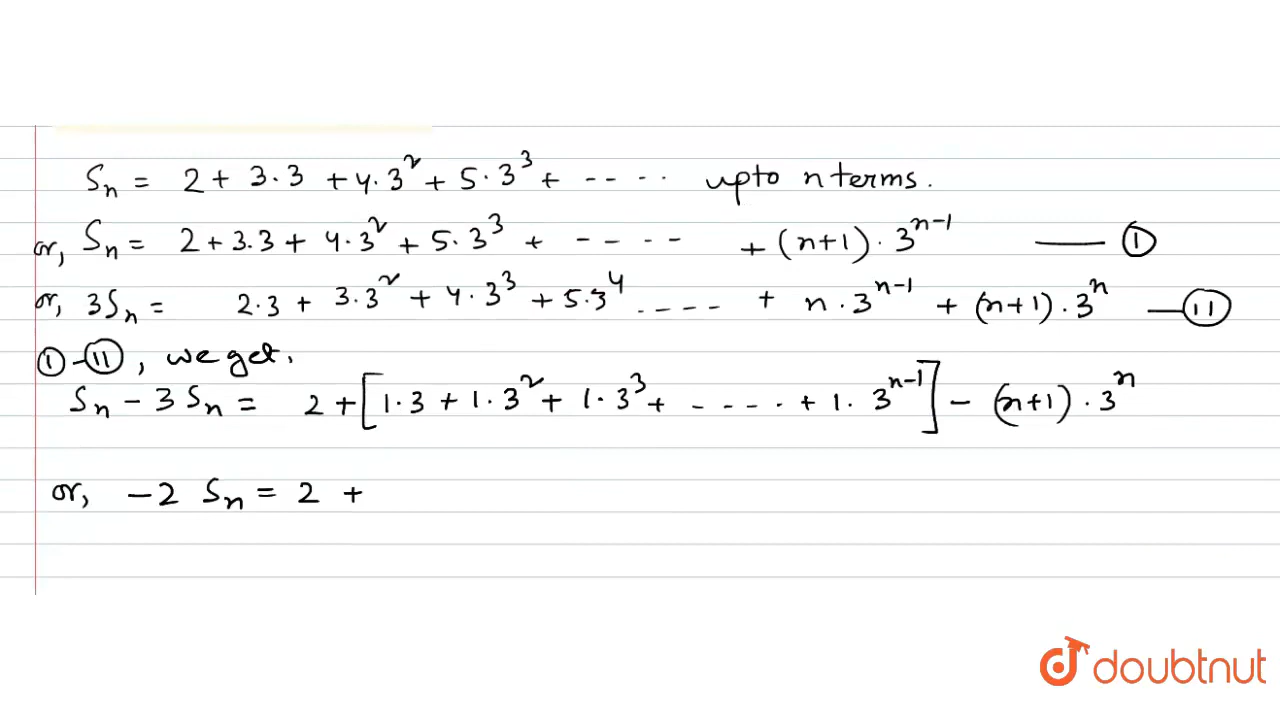 Sₙ = 2 + 3.3 + 4.3² + 5.3³ + ---- upto n terms.
or, Sₙ = 2 + 3.3 + 4.3² + 5.3³ + ---- + (n+1).3ⁿ⁻¹ — ①
or, 3Sₙ = 2.3 + 3.3² + 4.3³ + 5.3⁴ ---- + n.3ⁿ⁻¹ + (n+1).3ⁿ — ⑪
① - ⑪, we get.
Sₙ - 3Sₙ = 2 + [1.3 + 1.3² + 1.3³ + ----. + 1.3ⁿ⁻¹] - (n+1).3ⁿ
or, -2 Sₙ = 2 +
doubtnut